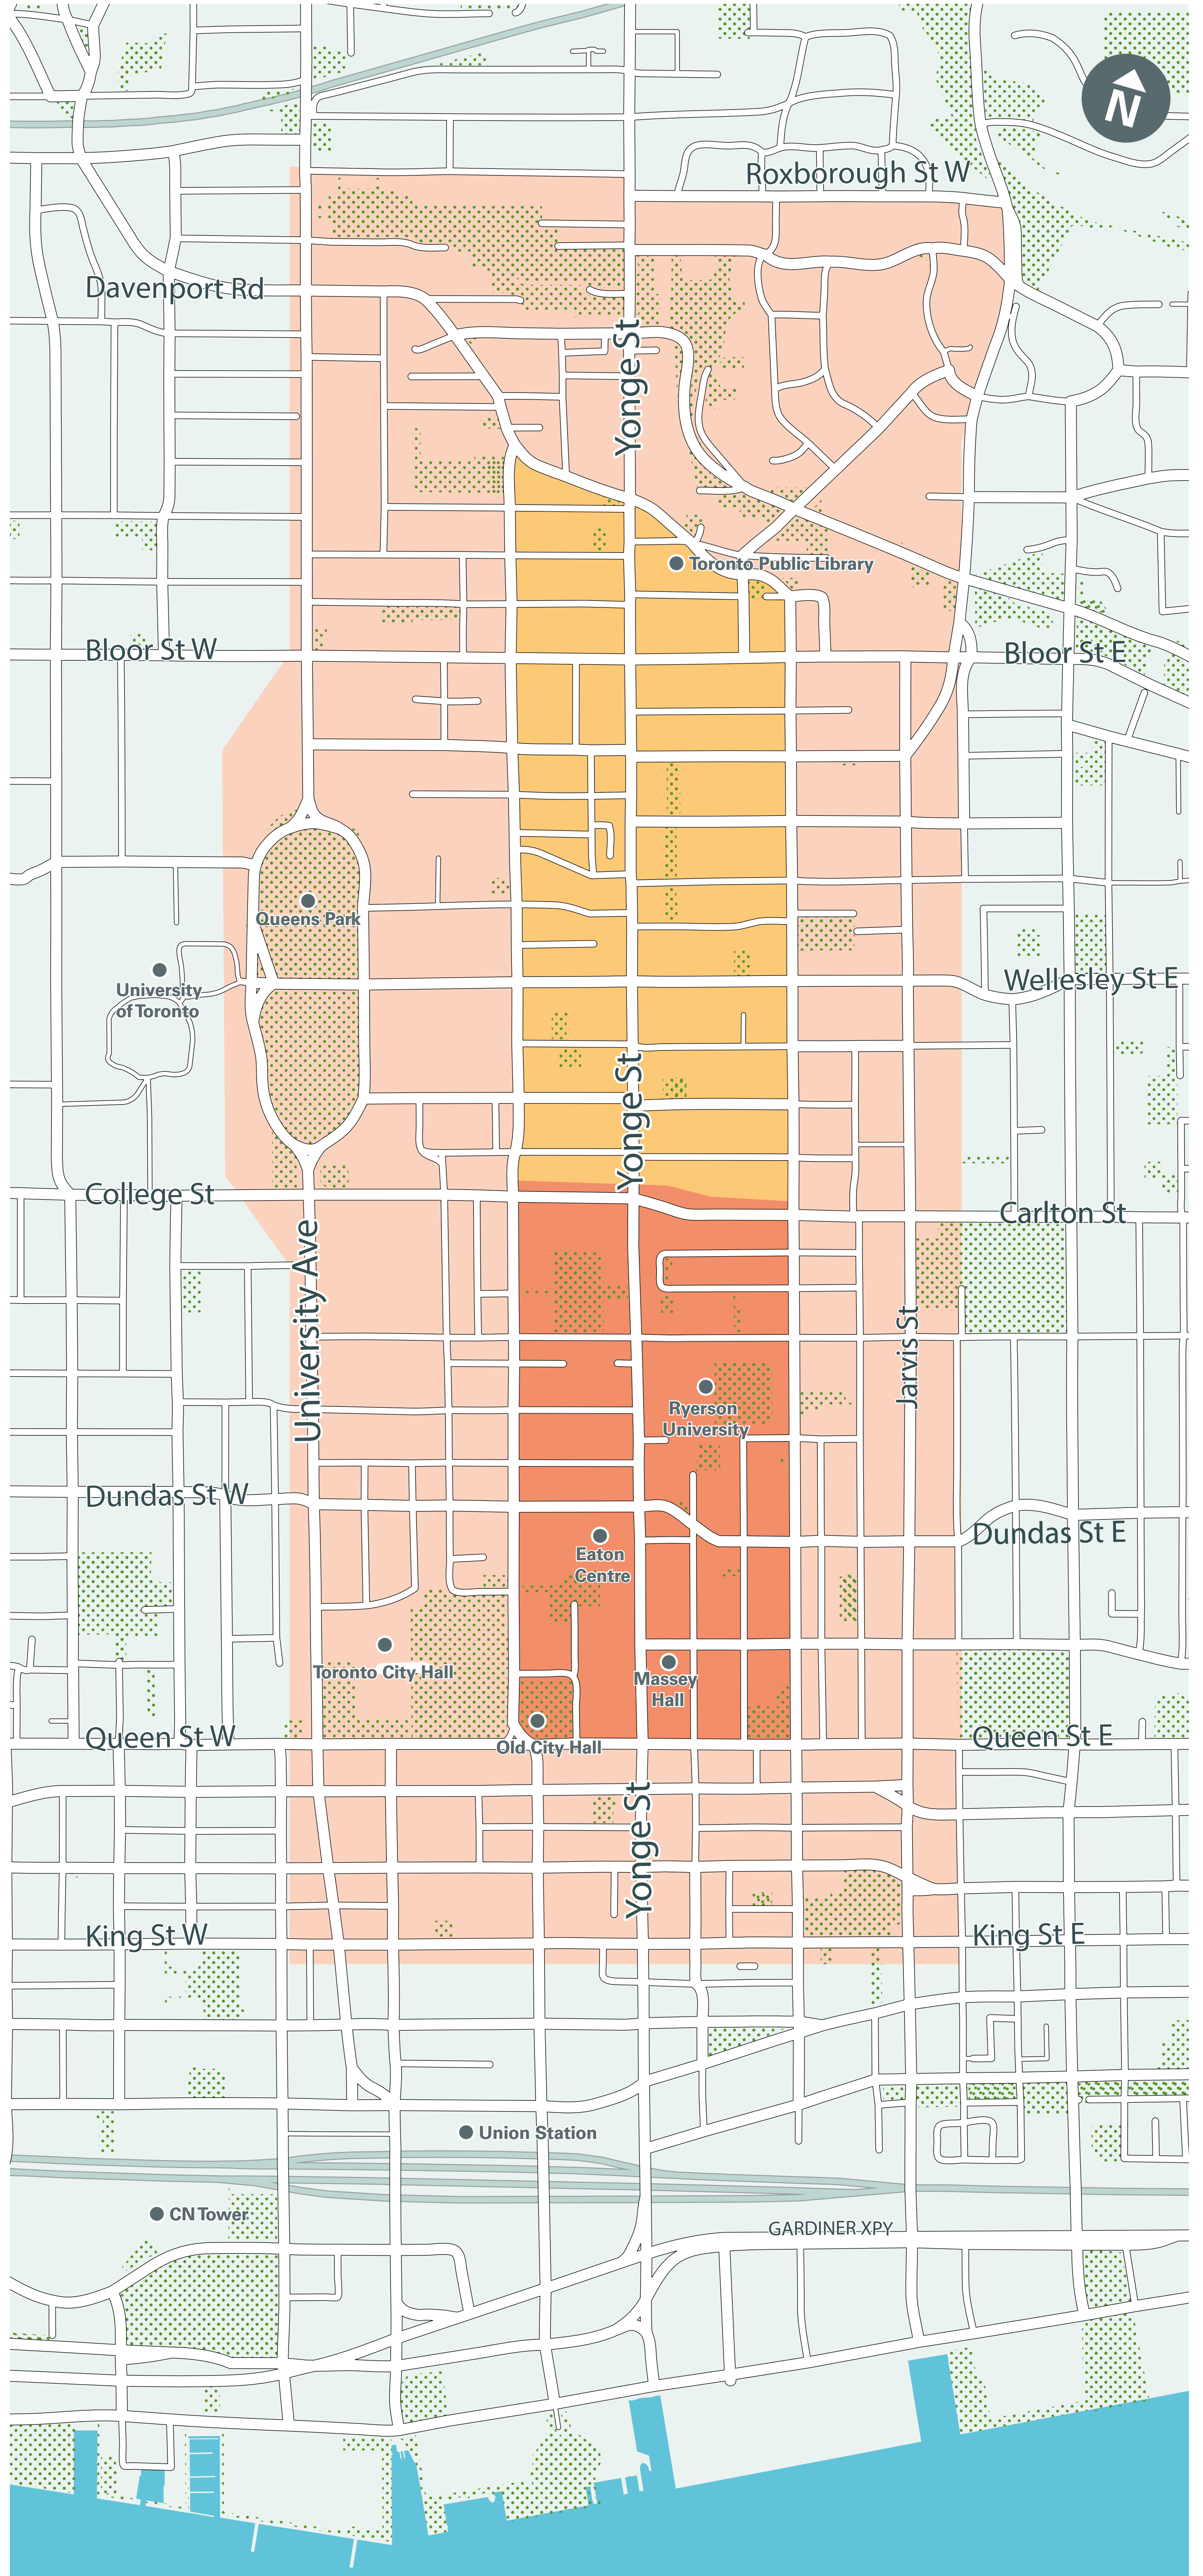 N
Roxborough St W
Davenport Rd
Yonge St
Toronto Public Library
Bloor St W
Bloor St E
Queens Park
University
of Toronto
Wellesley St E
Yonge St
College St
Carlton St
University Ave
Jarvis St
Ryerson
University
Dundas St W
Dundas St E
Eaton
Centre
Toronto City Hall
Massey
Hall
Queen St W
Old City Hall
Queen St E
Yonge St
King St W
King St E
Union Station
CN Tower
GARDINER XPY